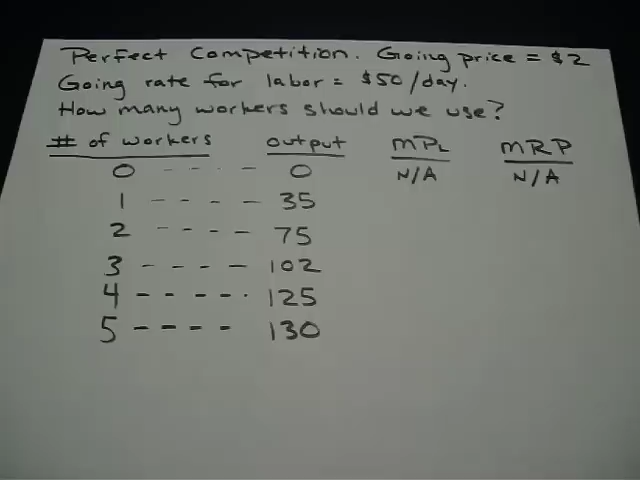 Perfect Competition. Going price = $2
Going rate for labor = $50/day.
How many workers should we use?
# of workers output MPL MRP
0 - - - - 0 N/A N/A
1 - - - - 35
2 - - - - 75
3 - - - - 102
4 - - - - - 125
5 - - - - 130